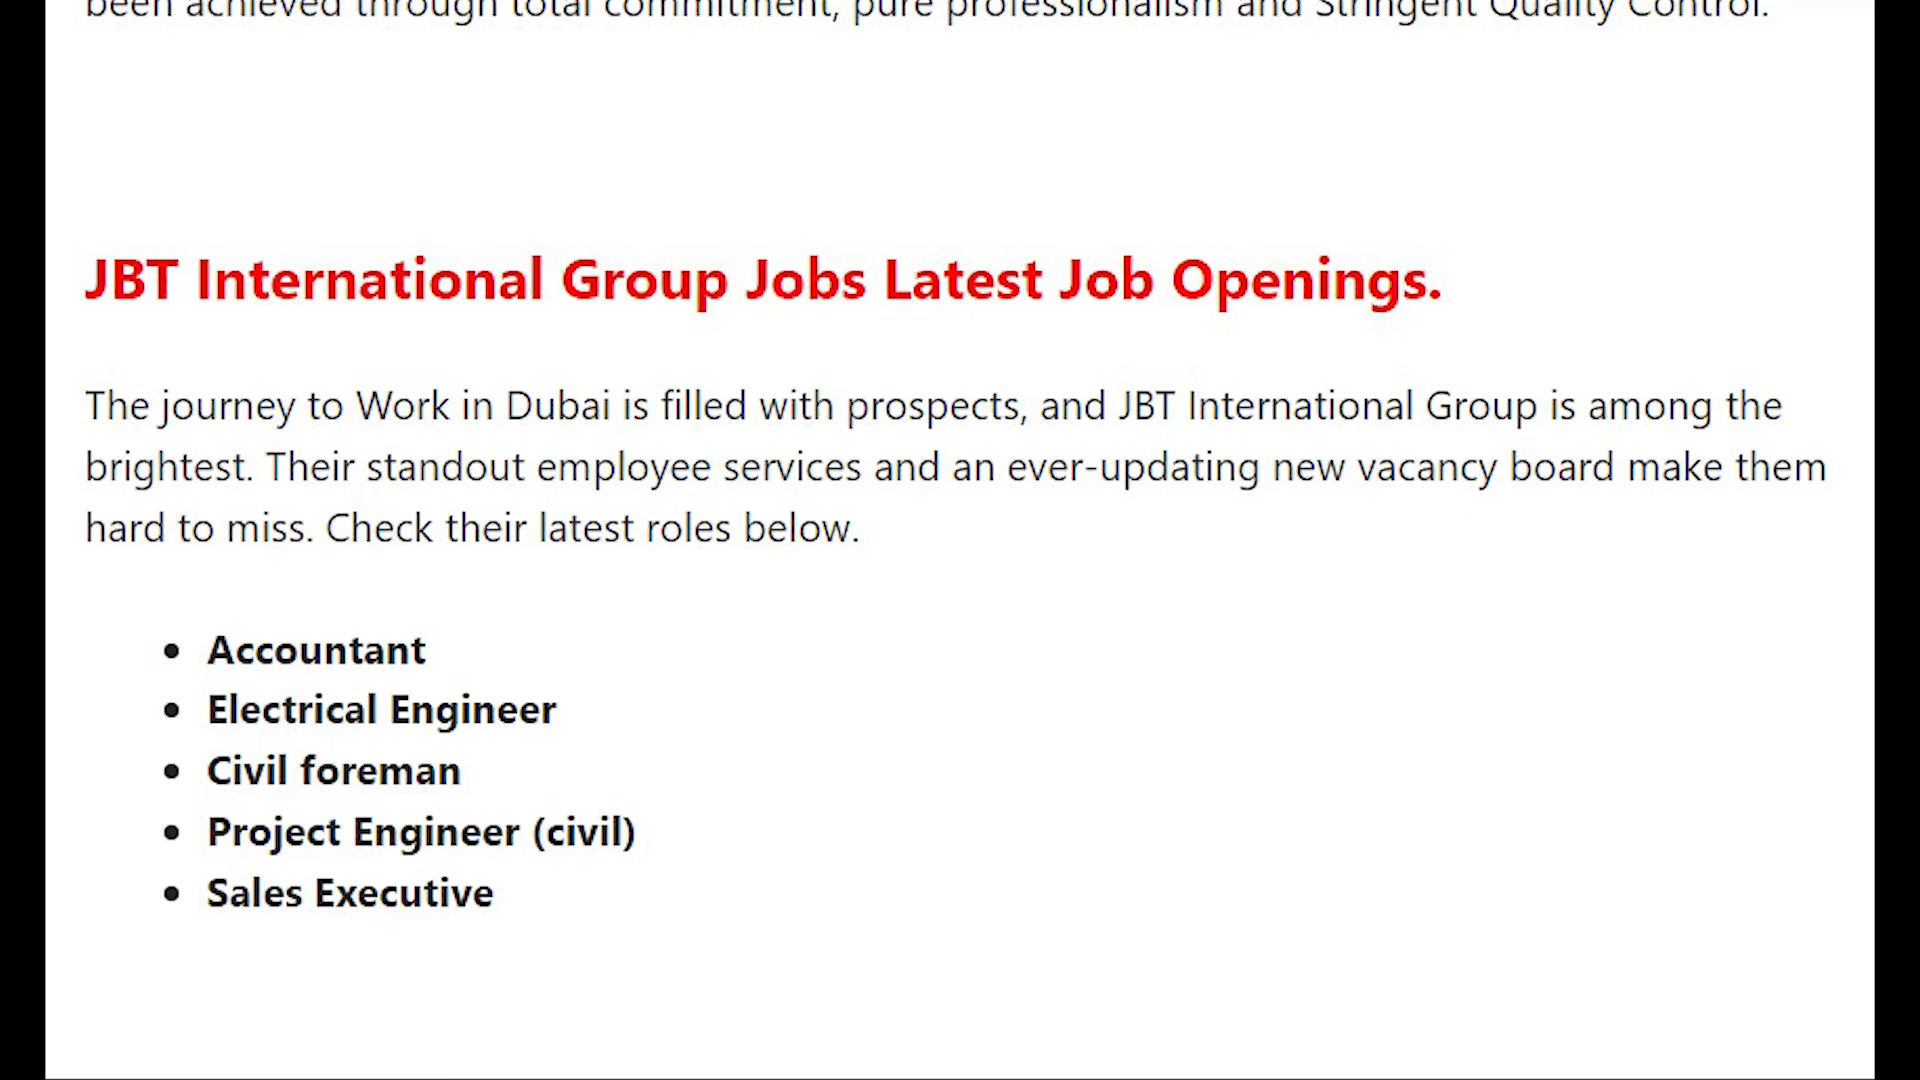 been achieved through total commitment, pure professionalism and Stringent Quality Control.
JBT International Group Jobs Latest Job Openings.
The journey to Work in Dubai is filled with prospects, and JBT International Group is among the
brightest. Their standout employee services and an ever-updating new vacancy board make them
hard to miss. Check their latest roles below.
• Accountant
• Electrical Engineer
• Civil foreman
• Project Engineer (civil)
• Sales Executive